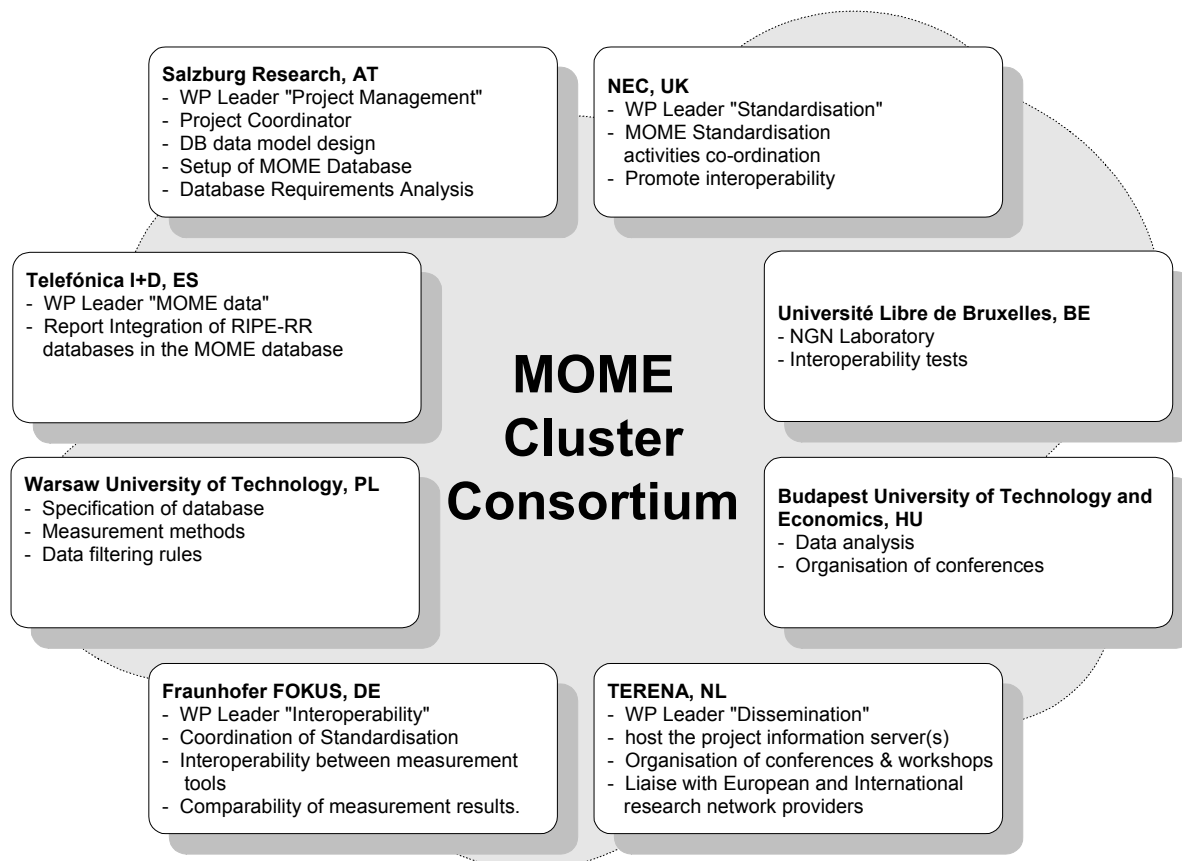 Salzburg Research, AT
- WP Leader "Project Management"
- Project Coordinator
- DB data model design
- Setup of MOME Database
- Database Requirements Analysis
NEC, UK
- WP Leader "Standardisation"
- MOME Standardisation
activities co-ordination
- Promote interoperability
Telefónica I+D, ES
- WP Leader "MOME data"
- Report Integration of RIPE-RR
databases in the MOME database
Université Libre de Bruxelles, BE
- NGN Laboratory
- Interoperability tests
MOME
Cluster
Consortium
Warsaw University of Technology, PL
- Specification of database
- Measurement methods
- Data filtering rules
Budapest University of Technology and
Economics, HU
- Data analysis
- Organisation of conferences
Fraunhofer FOKUS, DE
- WP Leader "Interoperability"
- Coordination of Standardisation
- Interoperability between measurement
tools
- Comparability of measurement results.
TERENA, NL
- WP Leader "Dissemination"
- host the project information server(s)
- Organisation of conferences & workshops
- Liaise with European and International
research network providers